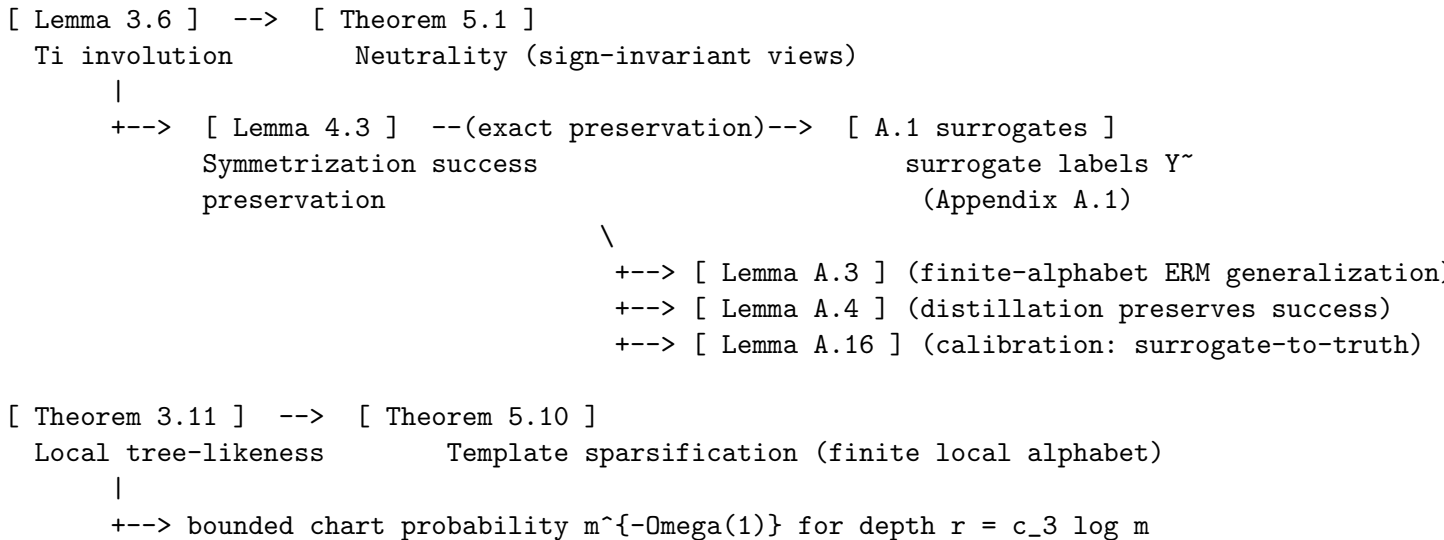 [ Lemma 3.6 ]  -->  [ Theorem 5.1 ]
  Ti involution          Neutrality (sign-invariant views)
        |
        +-->  [ Lemma 4.3 ]  --(exact preservation)-->  [ A.1 surrogates ]
              Symmetrization success                        surrogate labels Y~
              preservation                                   (Appendix A.1)
                                          \
                                           +--> [ Lemma A.3 ] (finite-alphabet ERM generalization)
                                           +--> [ Lemma A.4 ] (distillation preserves success)
                                           +--> [ Lemma A.16 ] (calibration: surrogate-to-truth)
[ Theorem 3.11 ]  -->  [ Theorem 5.10 ]
  Local tree-likeness         Template sparsification (finite local alphabet)
        |
        +--> bounded chart probability m^{-Omega(1)} for depth r = c_3 log m